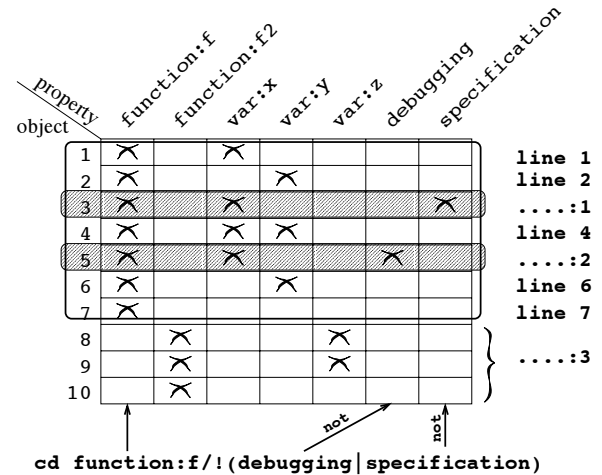 function:f
function:f2
var:x
var:y
var:z
debugging
specification
property
object
1 line 1
2 line 2
3 ....:1
4 line 4
5 ....:2
6 line 6
7 line 7
8
9 ....:3
10
not
not
cd function:f/!(debugging|specification)